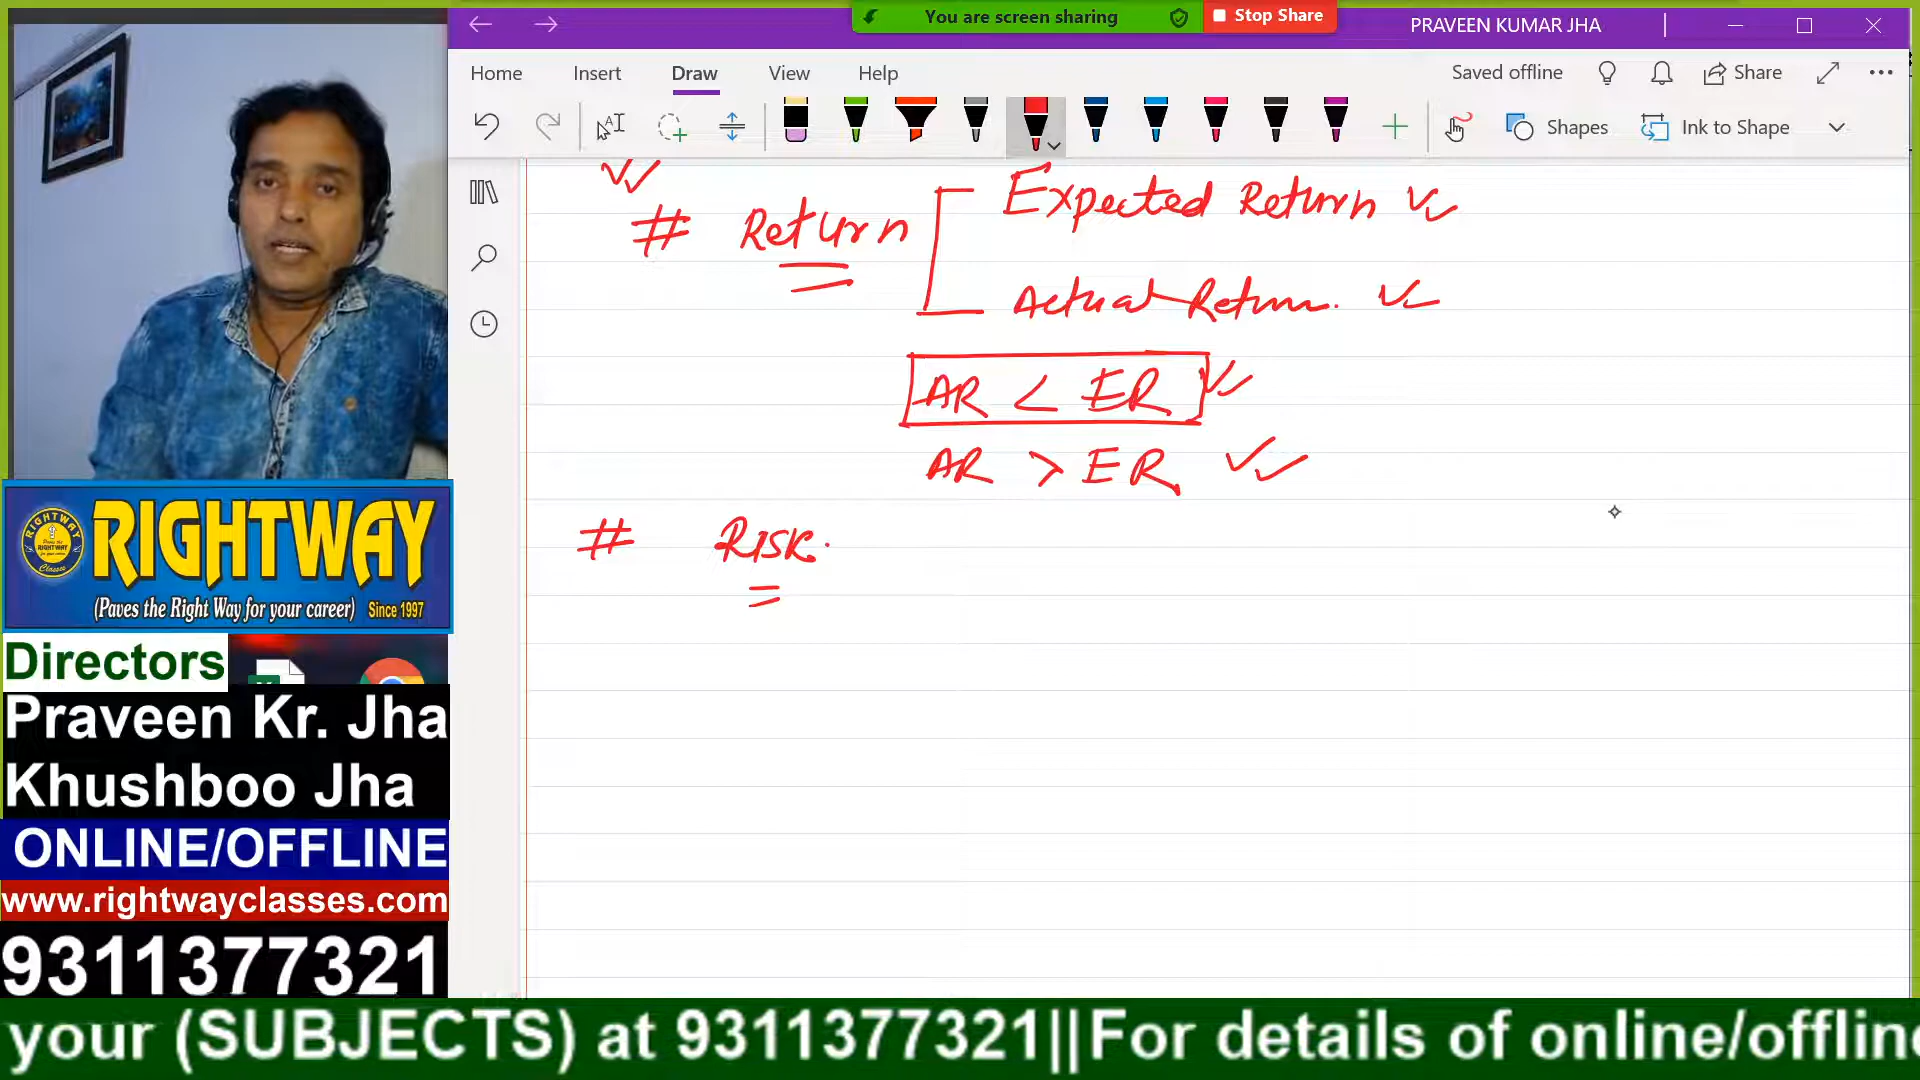 You are screen sharing
Stop Share
PRAVEEN KUMAR JHA
Home Insert Draw View Help
Saved offline
Share
Shapes
Ink to Shape
# Return
Expected Return
Actual Return.
AR < ER
AR > ER
# RISK.
RIGHTWAY
(Paves the Right Way for your career) Since 1997
Directors
Praveen Kr. Jha
Khushboo Jha
ONLINE/OFFLINE
www.rightwayclasses.com
9311377321
your (SUBJECTS) at 9311377321||For details of online/offlin